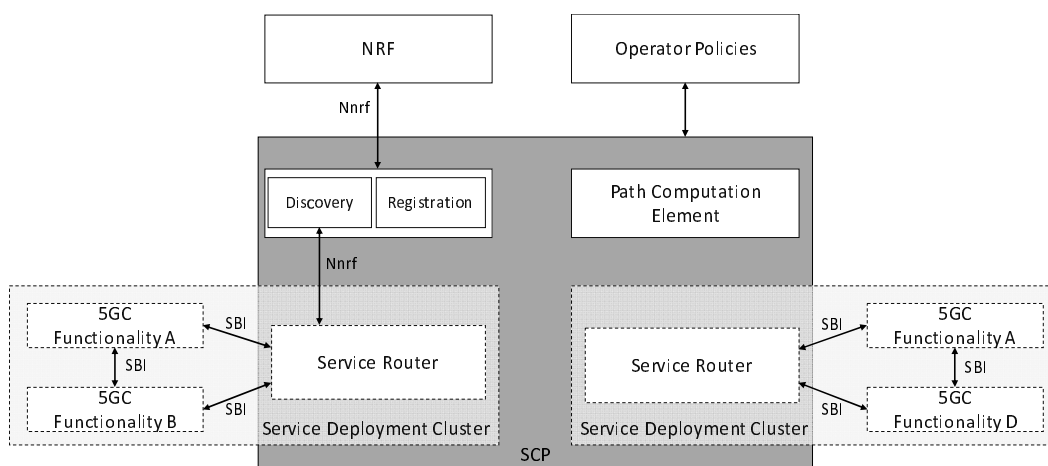 NRF
Operator Policies
Nnrf
Discovery
Registration
Path Computation
Element
Nnrf
5GC
Functionality A
SBI
SBI
5GC
Functionality B
SBI
Service Router
Service Deployment Cluster
Service Router
SBI
5GC
Functionality A
SBI
SBI
5GC
Functionality D
Service Deployment Cluster
SCP